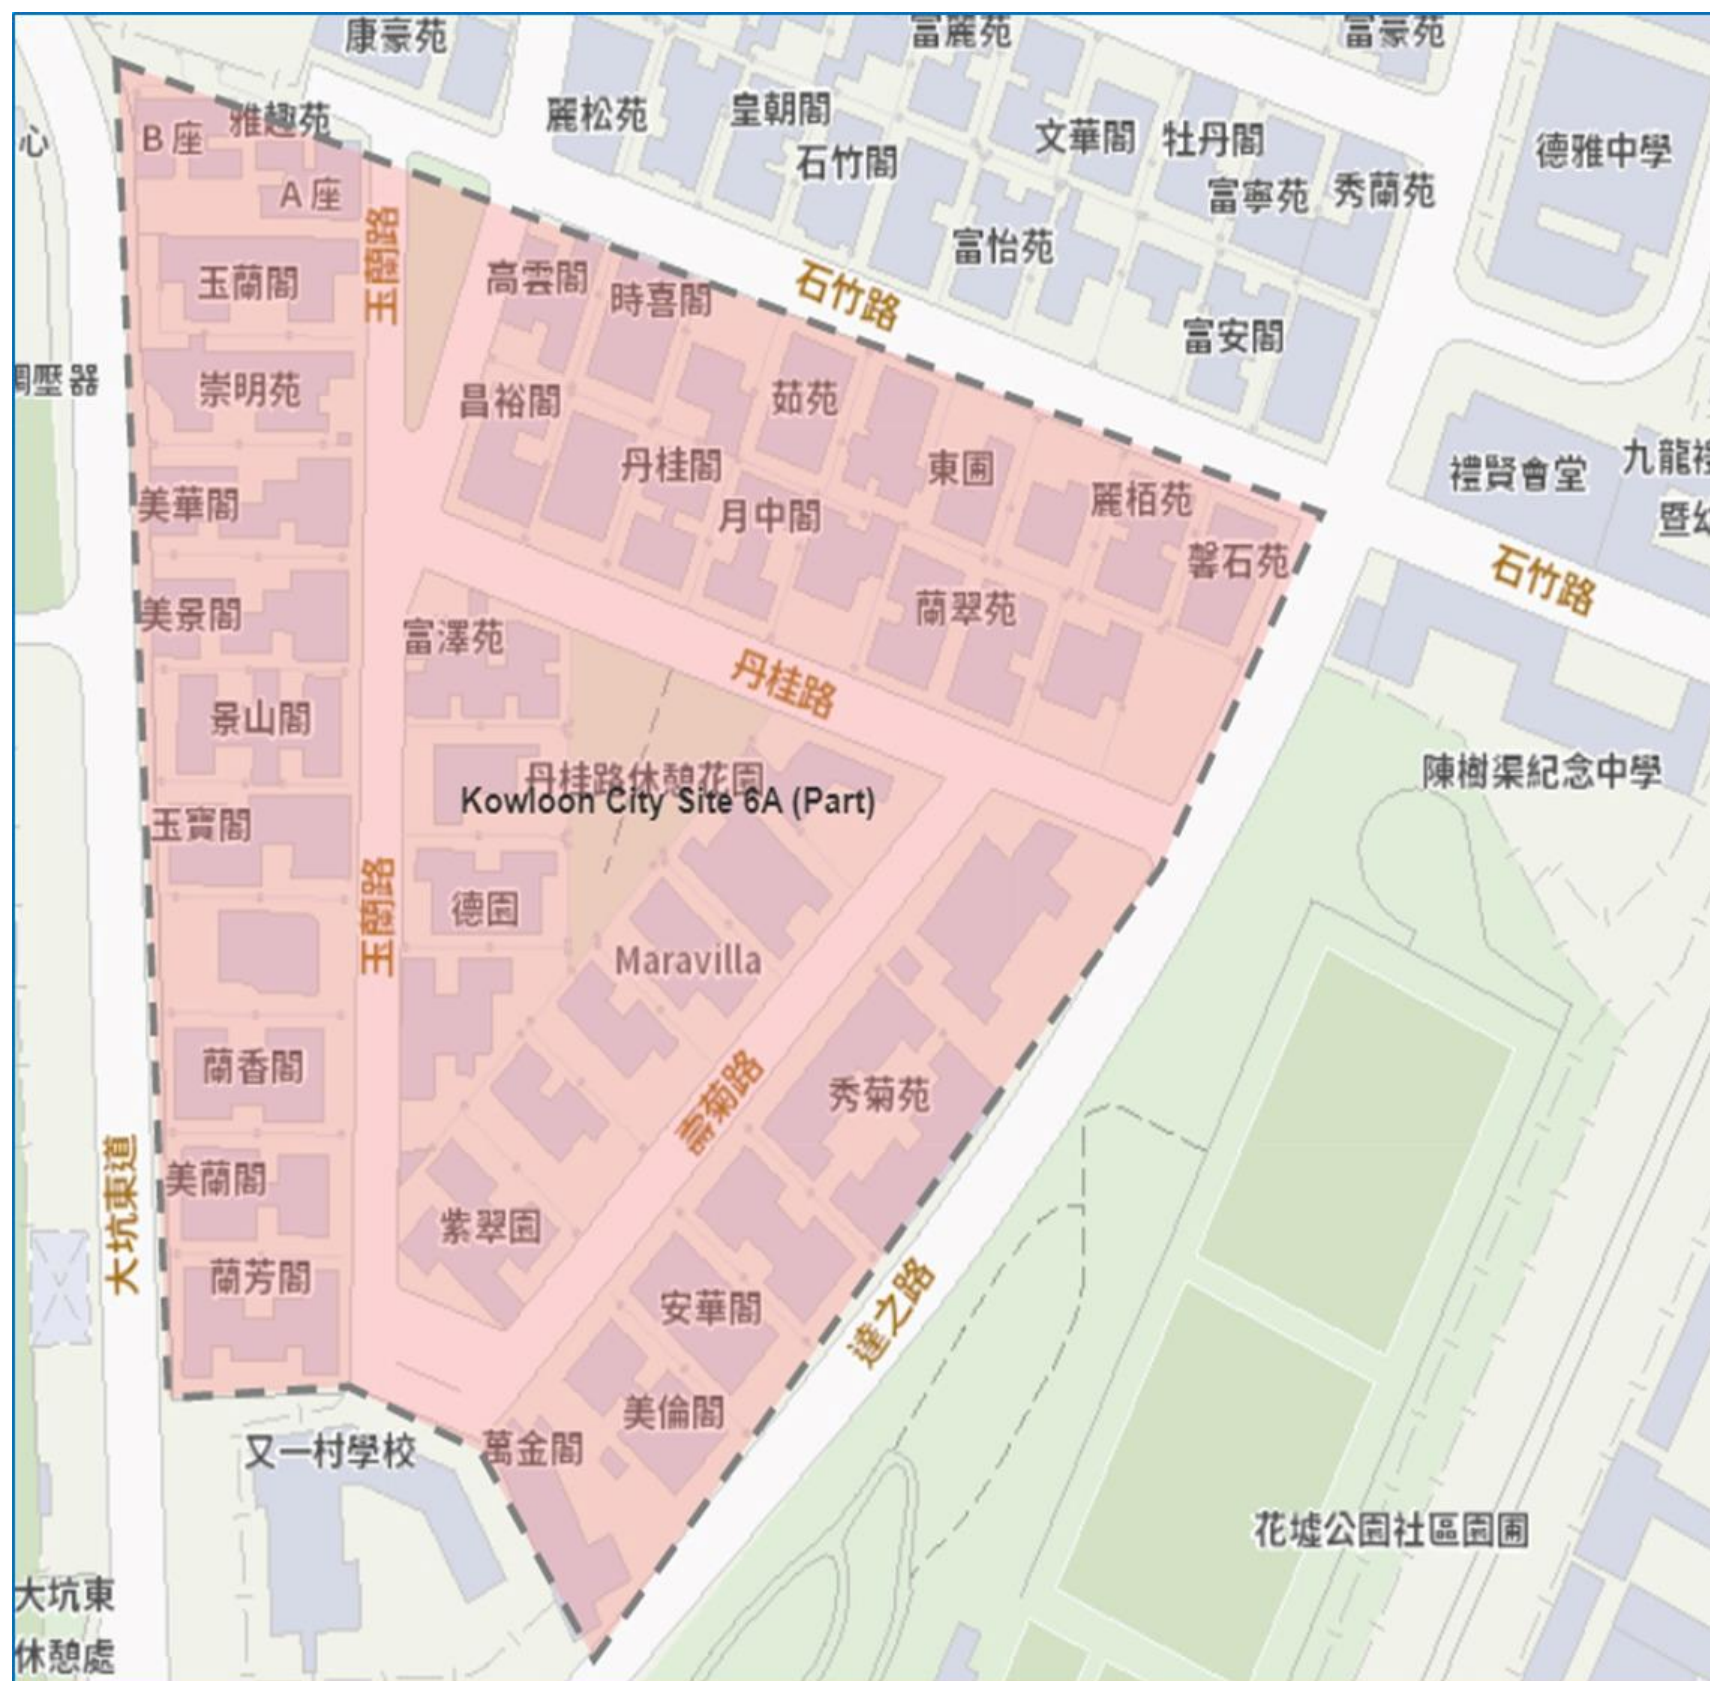 康豪苑
富麗苑
富豪苑
麗松苑
皇朝閣
石竹閣
文華閣
牡丹閣
德雅中學
心
B座
雅趣苑
A座
富寧苑
秀蘭苑
富怡苑
玉蘭路
玉蘭閣
高雲閣
時喜閣
石竹路
富安閣
崇明苑
昌裕閣
茹苑
丹桂閣
東圃
禮賢會堂
九龍禮
暨幼
美華閣
月中閣
麗栢苑
馨石苑
石竹路
美景閣
富澤苑
蘭翠苑
丹桂路
景山閣
丹桂路休憩花園
Kowloon City Site 6A (Part)
陳樹渠紀念中學
玉寶閣
玉蘭路
德園
Maravilla
蘭香閣
壽菊路
秀菊苑
大坑東道
美蘭閣
紫翠園
蘭芳閣
安華閣
達之路
美倫閣
又一村學校
萬金閣
花墟公園社區園圃
大坑東
休憩處